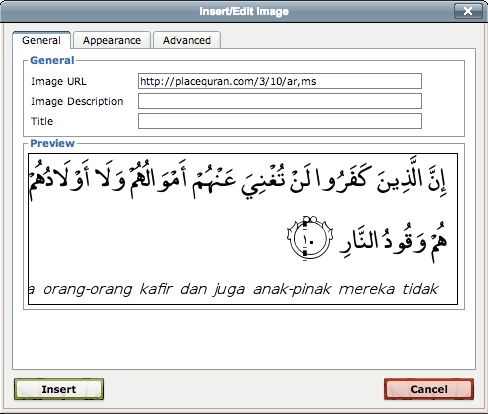 Insert/Edit Image
General Appearance Advanced
General
Image URL http://placequran.com/3/10/ar,ms
Image Description
Title
Preview
إِنَّ الَّذِينَ كَفَرُوا لَنْ تُغْنِيَ عَنْهُمْ أَمْوَالُهُمْ وَلَا أَوْلَادُهُمْ
هُمْ وَقُودُ النَّارِ ١٠
a orang-orang kafir dan juga anak-pinak mereka tidak
Insert Cancel